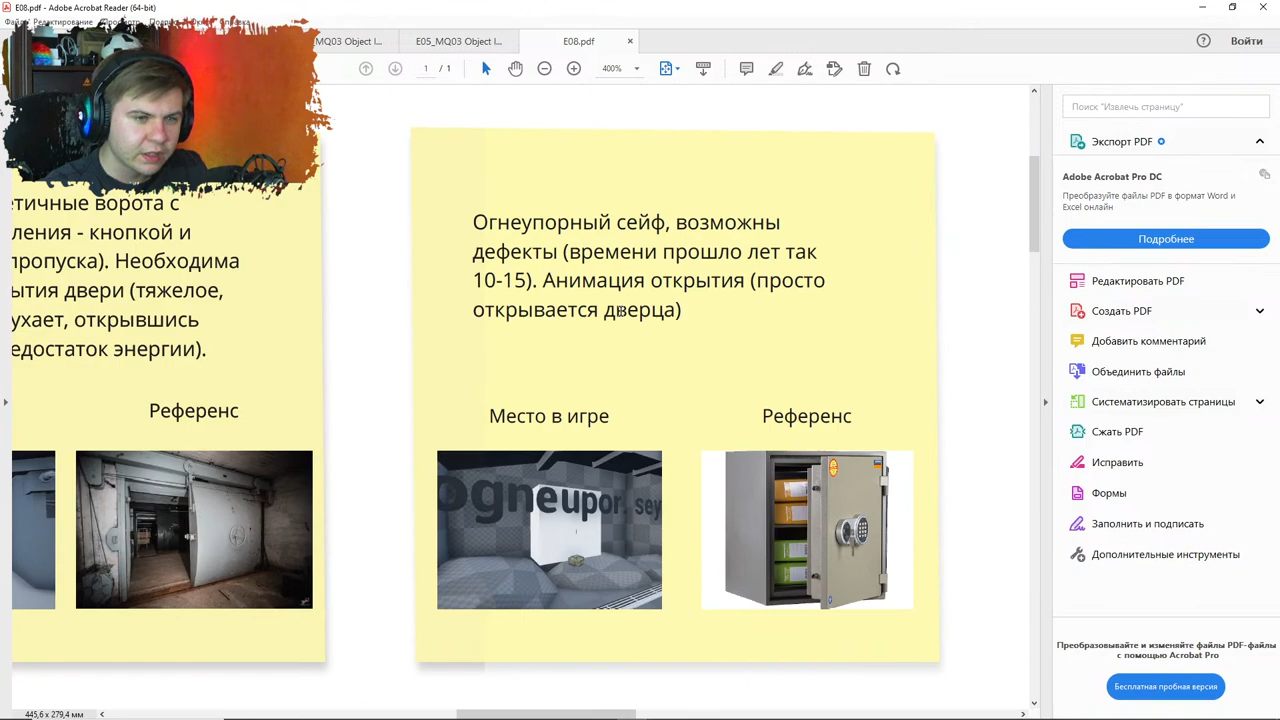 E08.pdf - Adobe Acrobat Reader (64-bit)
_MQ03 Object I...
E05_MQ03 Object I...
E08.pdf
Войти
1 / 1
400%
етичные ворота с
ления - кнопкой и
пропуска). Необходима
ытия двери (тяжелое,
ухает, открывшись
едостаток энергии).
Референс
Огнеупорный сейф, возможны
дефекты (времени прошло лет так
10-15). Анимация открытия (просто
открывается дверца)
Место в игре
Референс
ogneupor. sey
Поиск "Извлечь страницу"
Экспорт PDF
Adobe Acrobat Pro DC
Преобразуйте файлы PDF в формат Word и
Excel онлайн
Подробнее
Редактировать PDF
Создать PDF
Добавить комментарий
Объединить файлы
Систематизировать страницы
Сжать PDF
Исправить
Формы
Заполнить и подписать
Дополнительные инструменты
Преобразовывайте и изменяйте файлы PDF-файлы
с помощью Acrobat Pro
Бесплатная пробная версия
445,6 x 279,4 мм